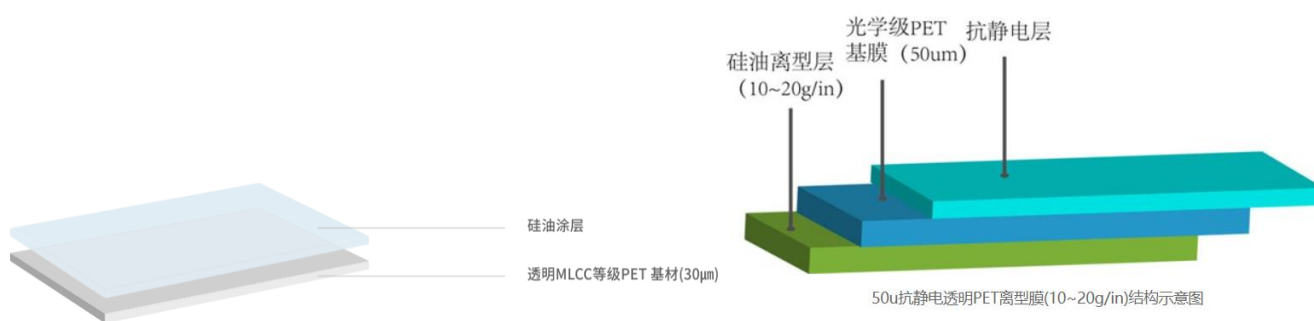 硅油涂层
透明MLCC等级PET 基材(30μm)
硅油离型层
（10~20g/in）
光学级PET
基膜（50um）
抗静电层
50u抗静电透明PET离型膜(10~20g/in)结构示意图